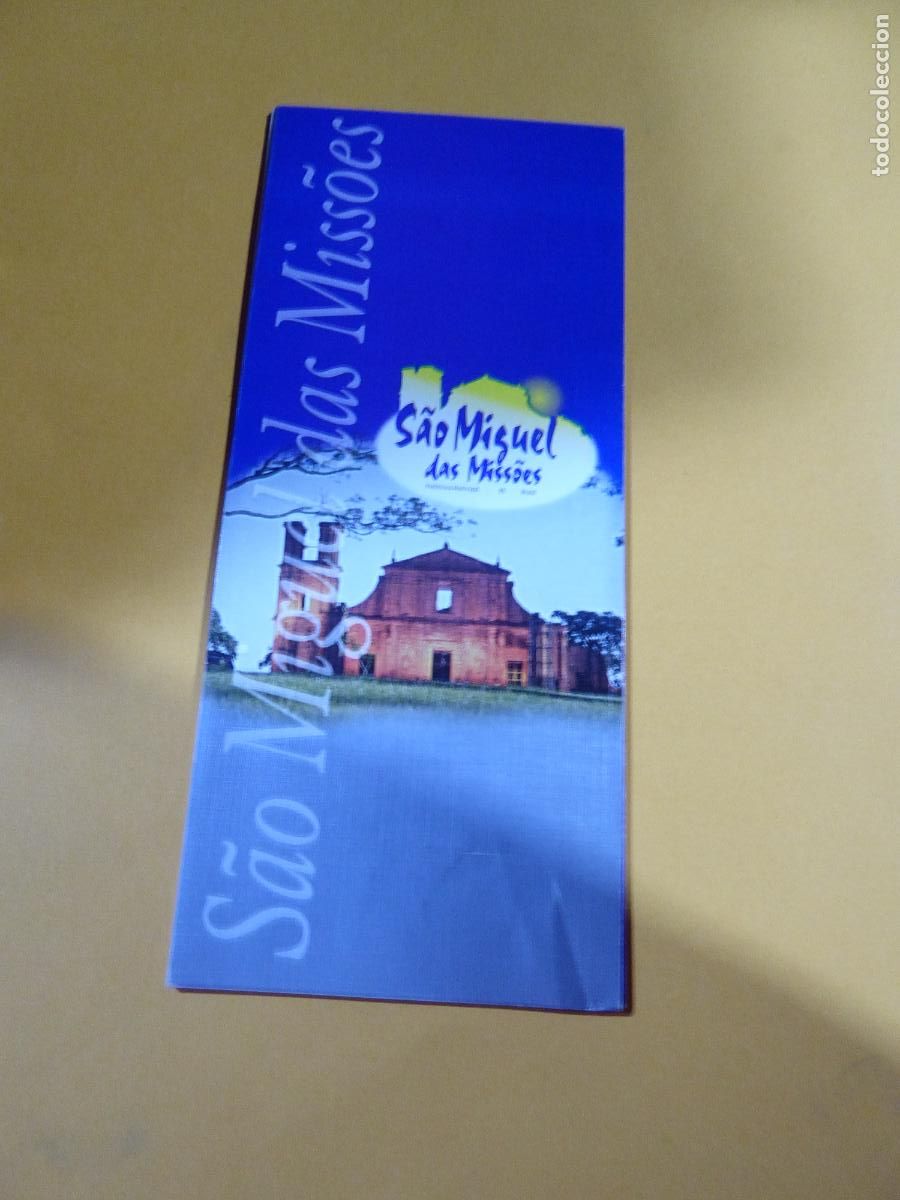 São Miguel das Missões
São Miguel
das Missões
todocoleccion